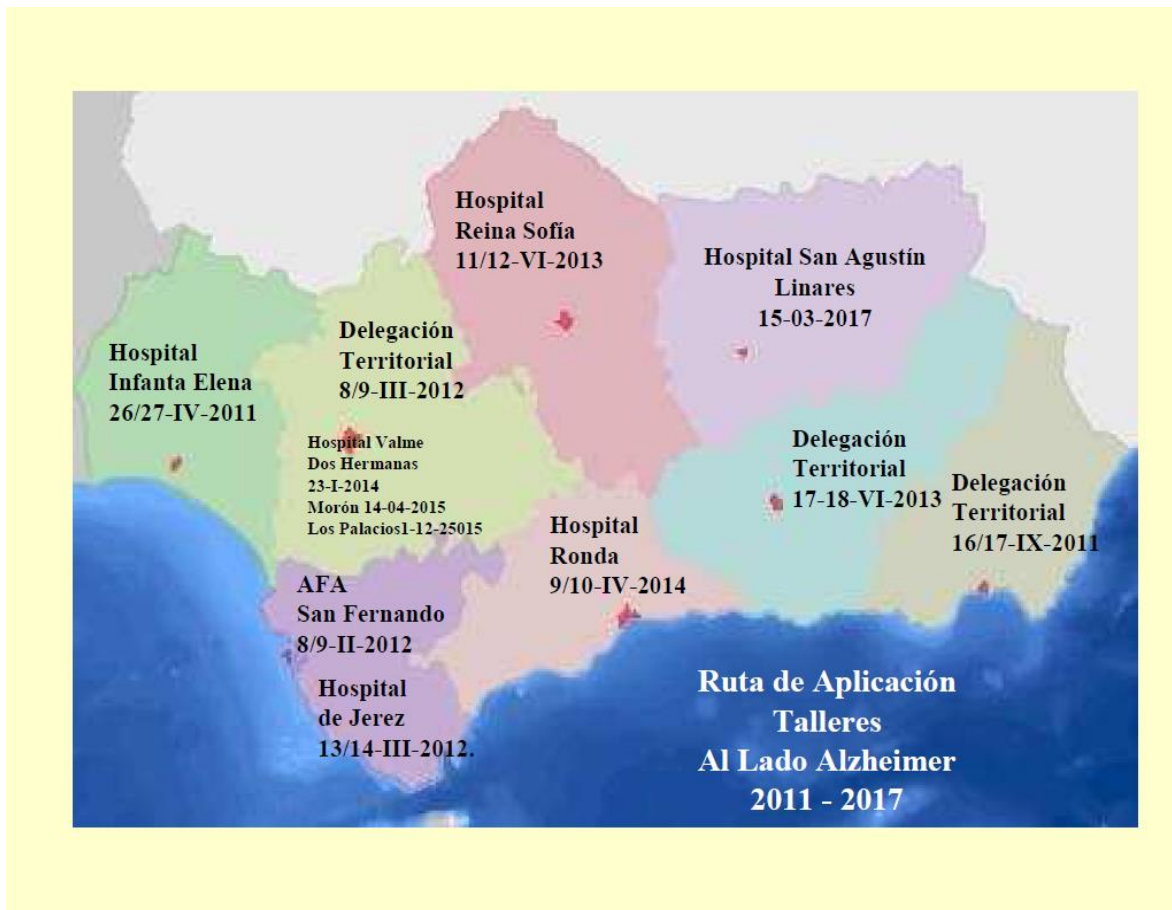 Hospital
Reina Sofía
11/12-VI-2013
Hospital San Agustín
Linares
15-03-2017
Delegación
Territorial
8/9-III-2012
Hospital
Infanta Elena
26/27-IV-2011
Hospital Valme
Dos Hermanas
23-I-2014
Morón 14-04-2015
Los Palacios1-12-25015
Delegación
Territorial
17-18-VI-2013
Delegación
Territorial
16/17-IX-2011
Hospital
Ronda
9/10-IV-2014
AFA
San Fernando
8/9-II-2012
Hospital
de Jerez
13/14-III-2012.
Ruta de Aplicación
Talleres
Al Lado Alzheimer
2011 - 2017